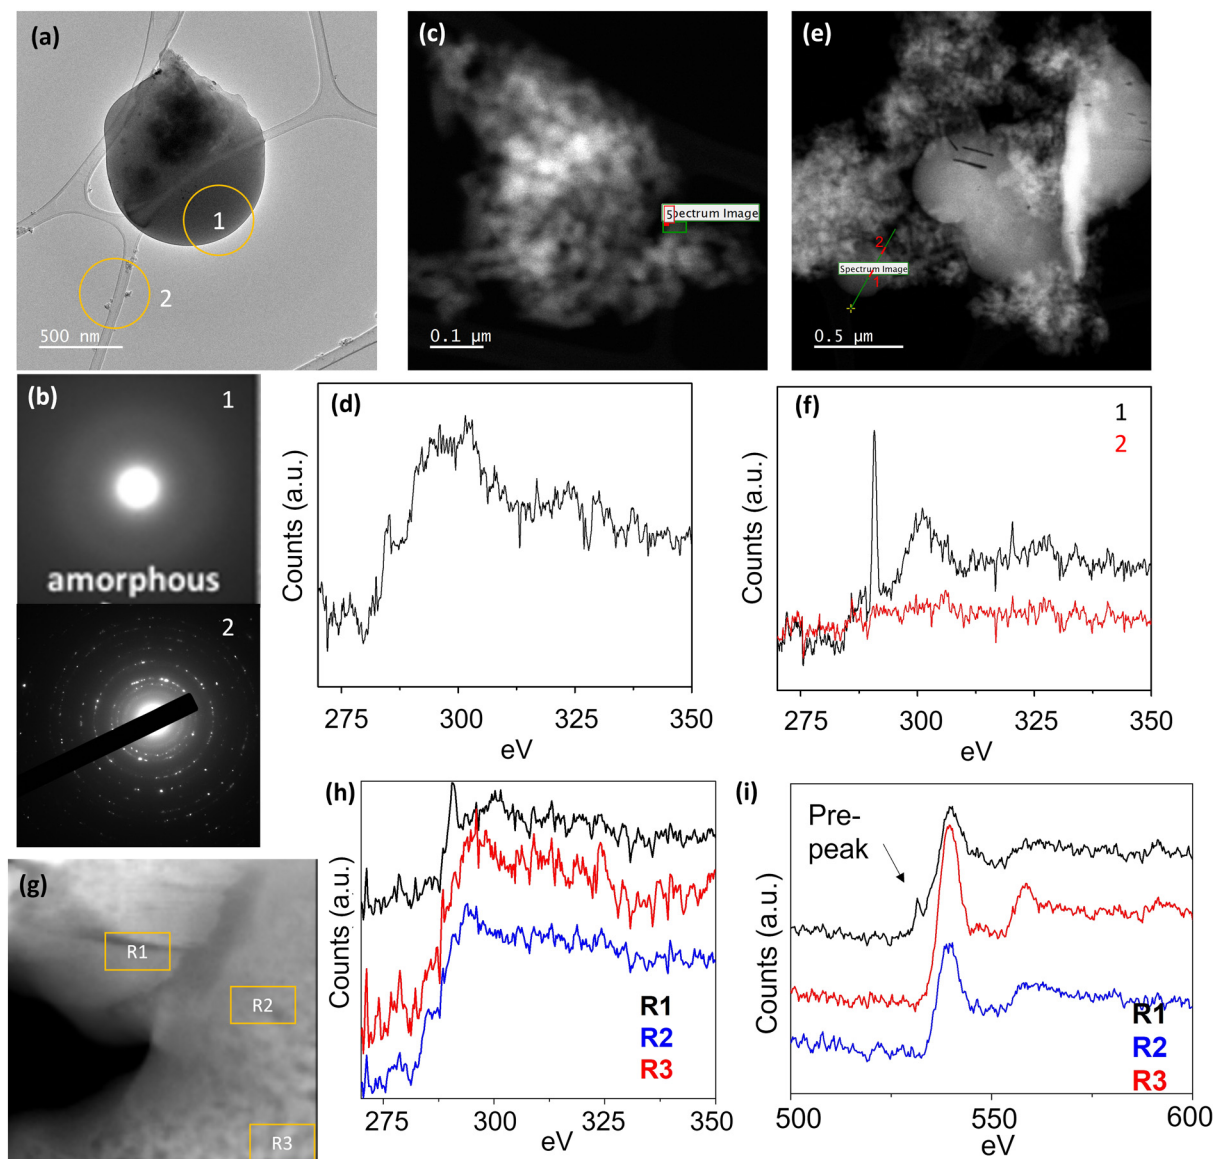 (a)
1
2
500 nm
(c)
5
pectrum Image
0.1 µm
(e)
2
Spectrum Image
1
0.5 µm
(b)
1
amorphous
2
(d)
Counts (a.u.)
275
300
325
350
eV
(f)
1
2
Counts (a.u.)
275
300
325
350
eV
(g)
R1
R2
R3
(h)
Counts (a.u.)
R1
R2
R3
275
300
325
350
eV
(i)
Pre-
peak
Counts (a.u.)
R1
R2
R3
500
550
600
eV